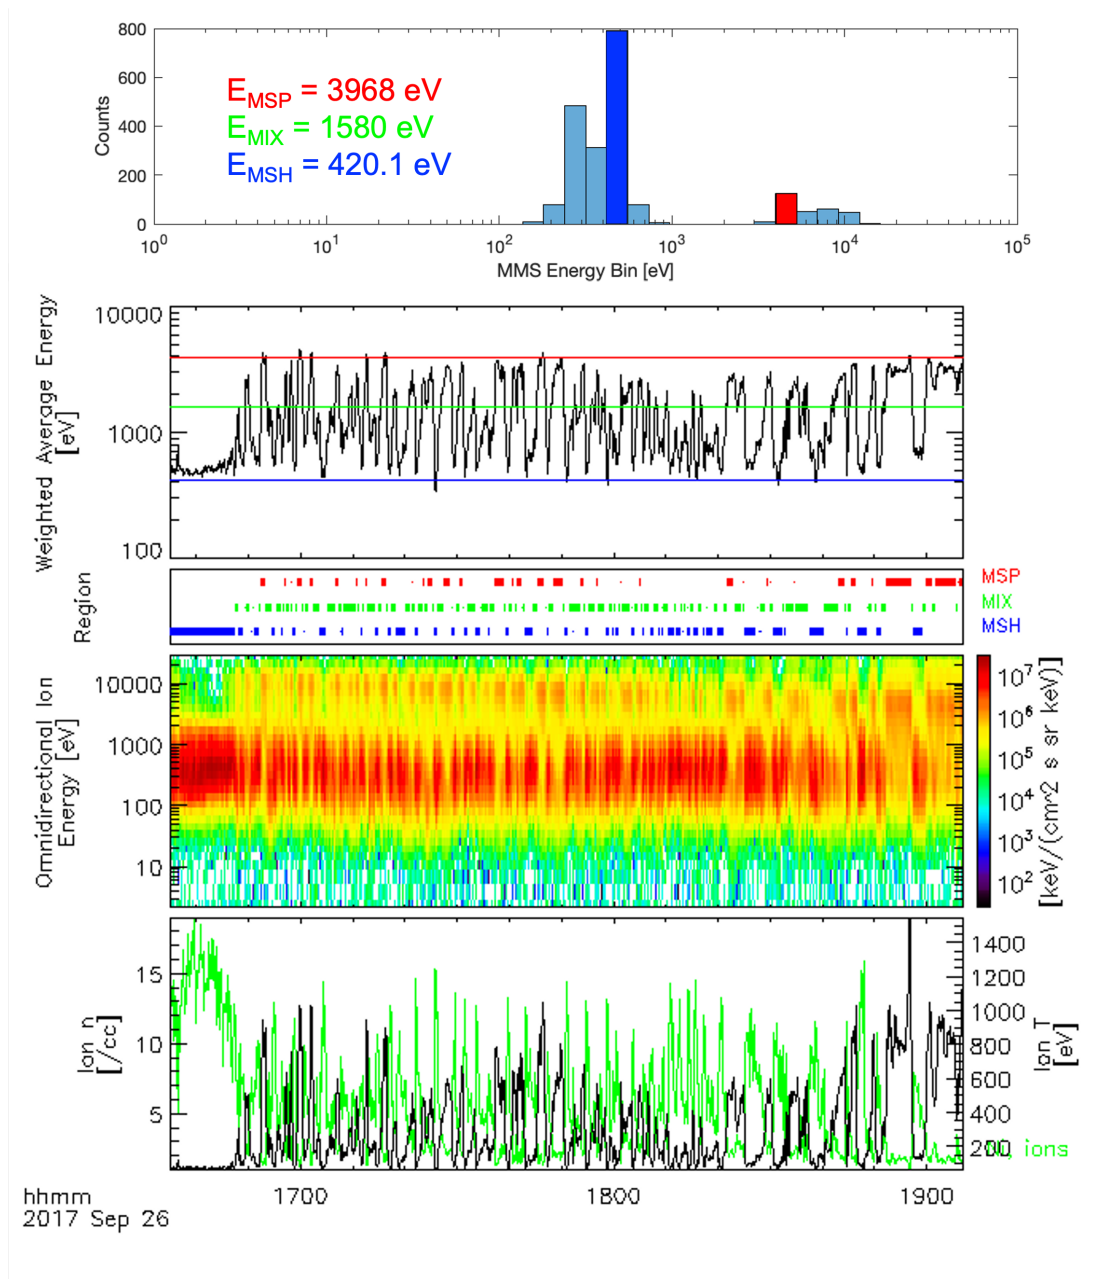 800
600
400
200
0
Counts
E_MSP = 3968 eV
E_MIX = 1580 eV
E_MSH = 420.1 eV
10^0
10^1
10^2
10^3
10^4
10^5
MMS Energy Bin [eV]
Weighted Average Energy
[eV]
10000
1000
100
Region
MSP
MIX
MSH
Omnidirectional Ion
Energy [eV]
10000
1000
100
10
10^7
10^6
10^5
10^4
10^3
10^2
[keV/(cm^2 s sr keV)]
Ion n
[/cc]
15
10
5
1400
1200
1000
800
600
400
200
Ion T
[eV]
ions
hhmm
1700
1800
1900
2017 Sep 26